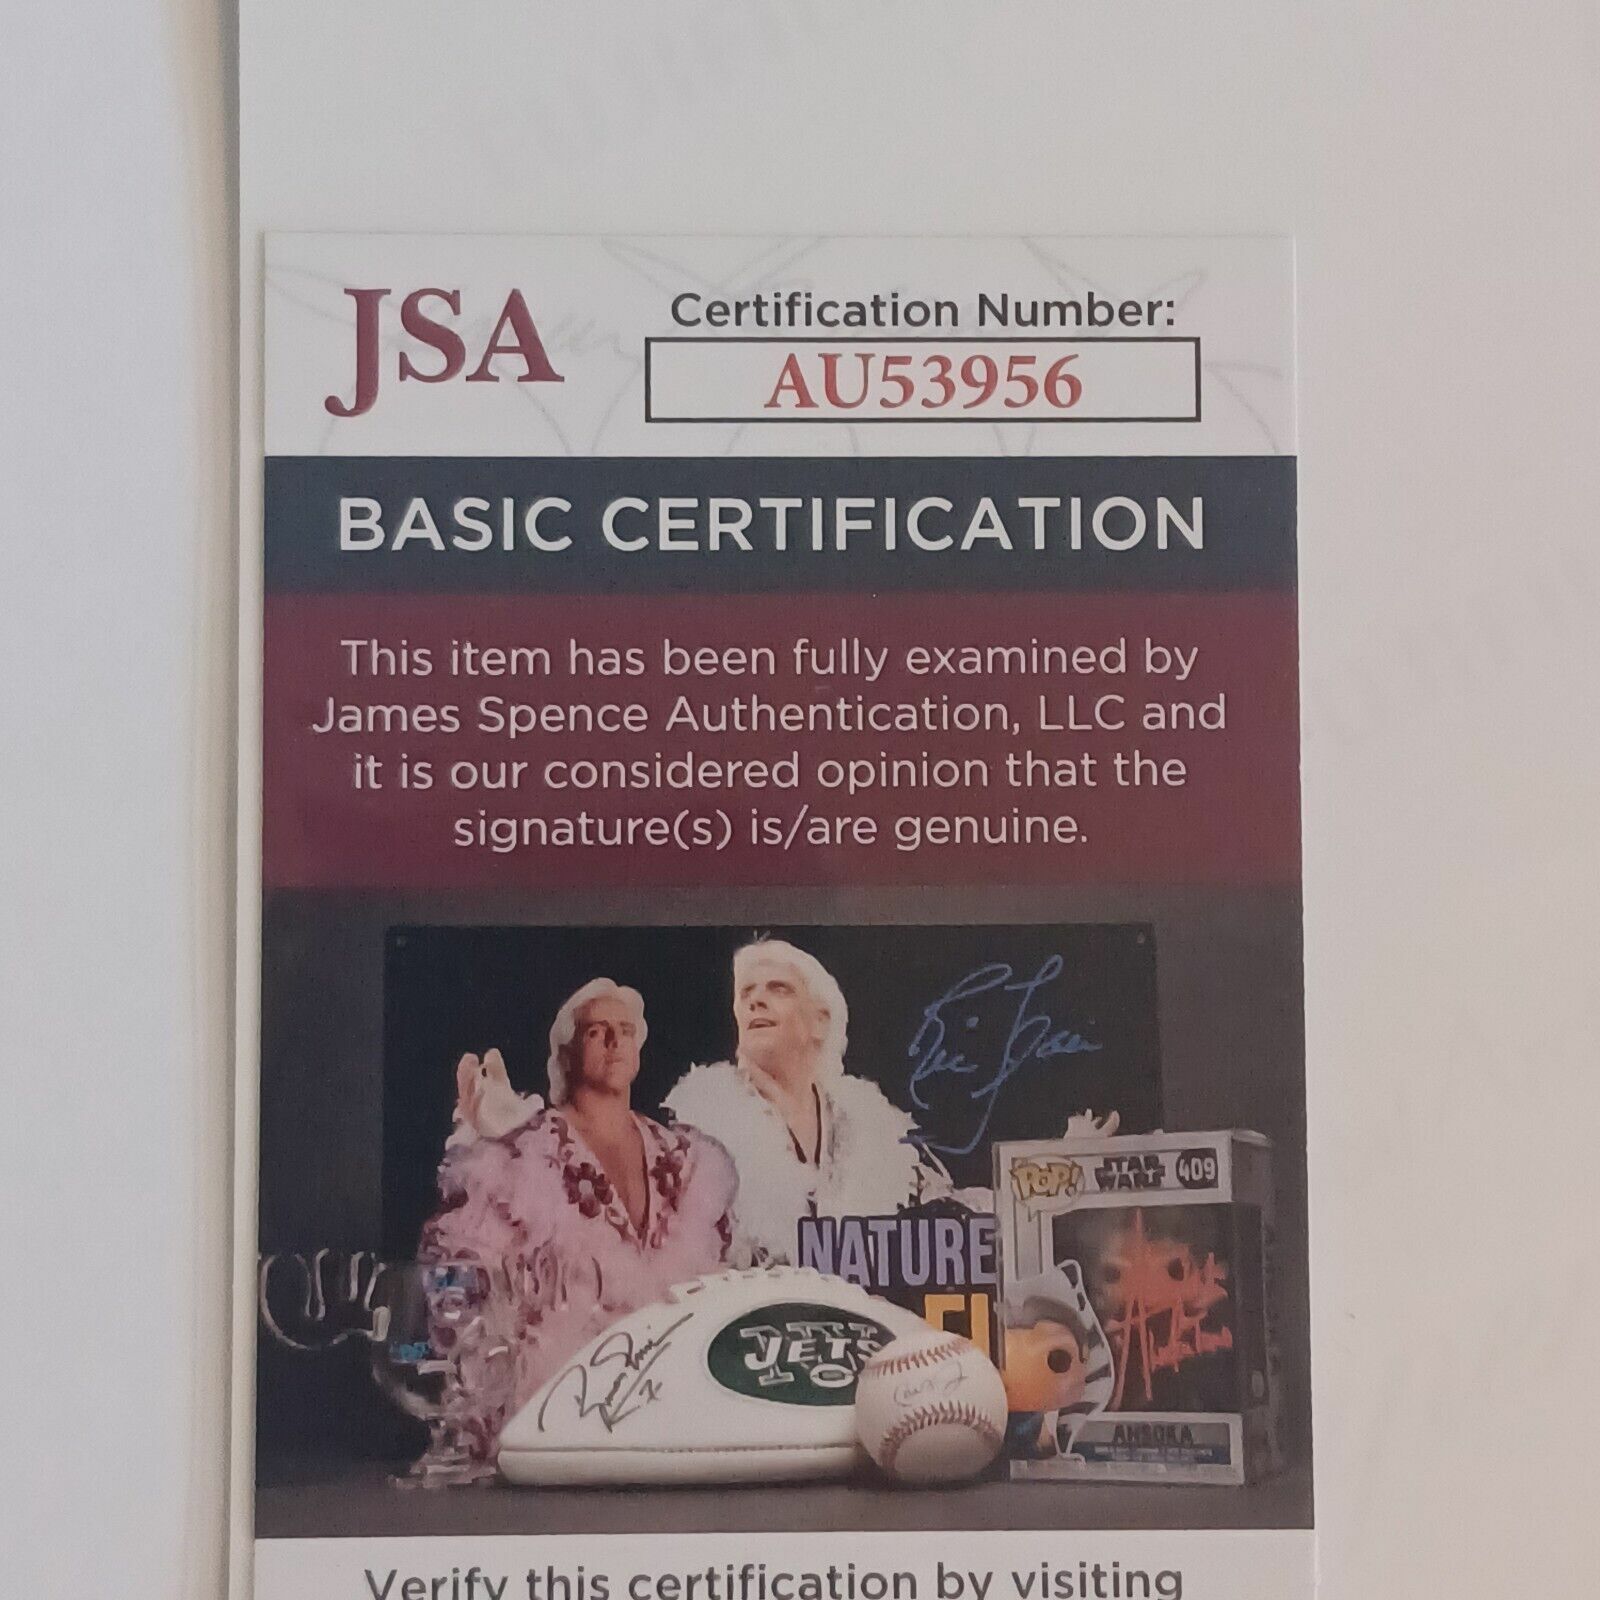 JSA
Certification Number:
AU53956
BASIC CERTIFICATION
This item has been fully examined by
James Spence Authentication, LLC and
it is our considered opinion that the
signature(s) is/are genuine.
POP!
STAR
WARS
409
NATURE
JETS
AHSOKA
Verify this certification by visiting